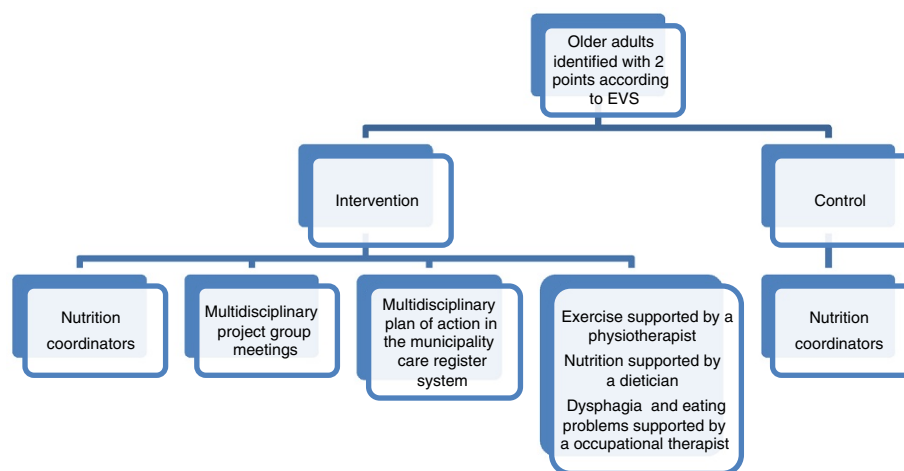 Older adults
identified with 2
points according
to EVS
Intervention
Control
Nutrition
coordinators
Multidisciplinary
project group
meetings
Multidisciplinary
plan of action in
the municipality
care register
system
Exercise supported by a
physiotherapist
Nutrition supported by
a dietician
Dysphagia and eating
problems supported by
a occupational therapist
Nutrition
coordinators